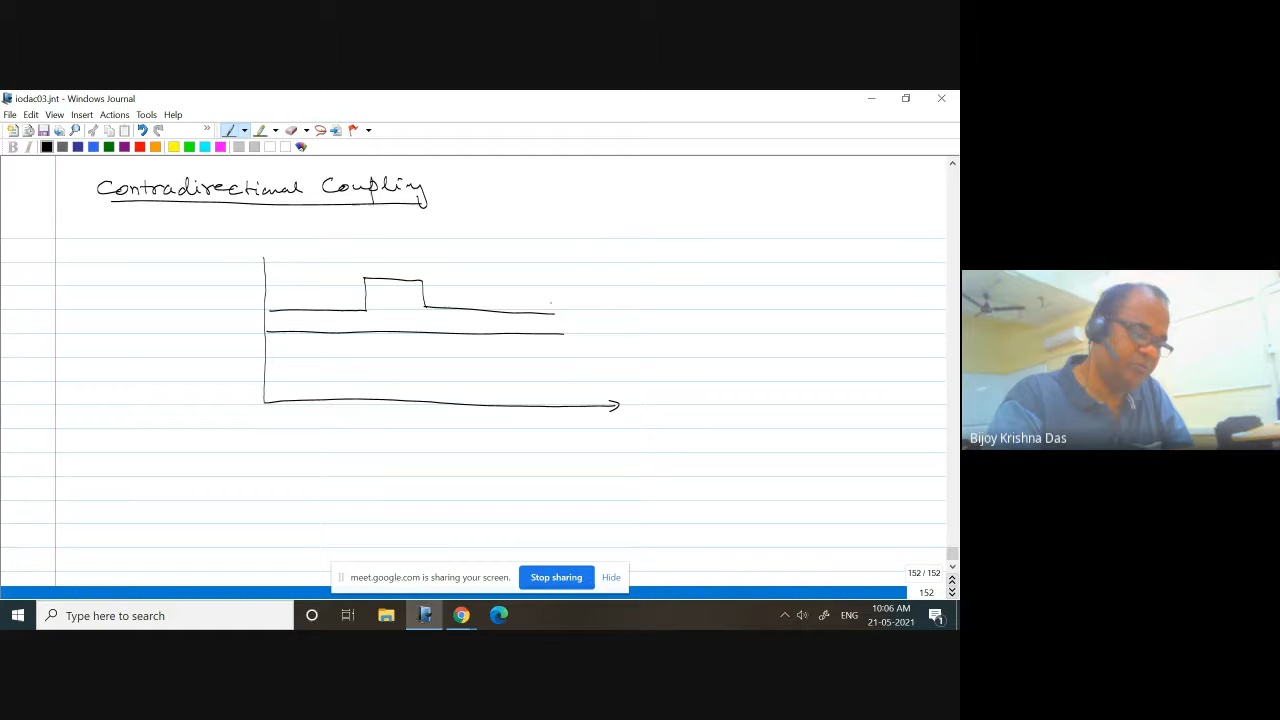 iodac03.jnt - Windows Journal
File Edit View Insert Actions Tools Help
B I
Contradirectional Coupling
Bijoy Krishna Das
152 / 152
152
meet.google.com is sharing your screen. Stop sharing Hide
Type here to search
ENG
10:06 AM
21-05-2021
1